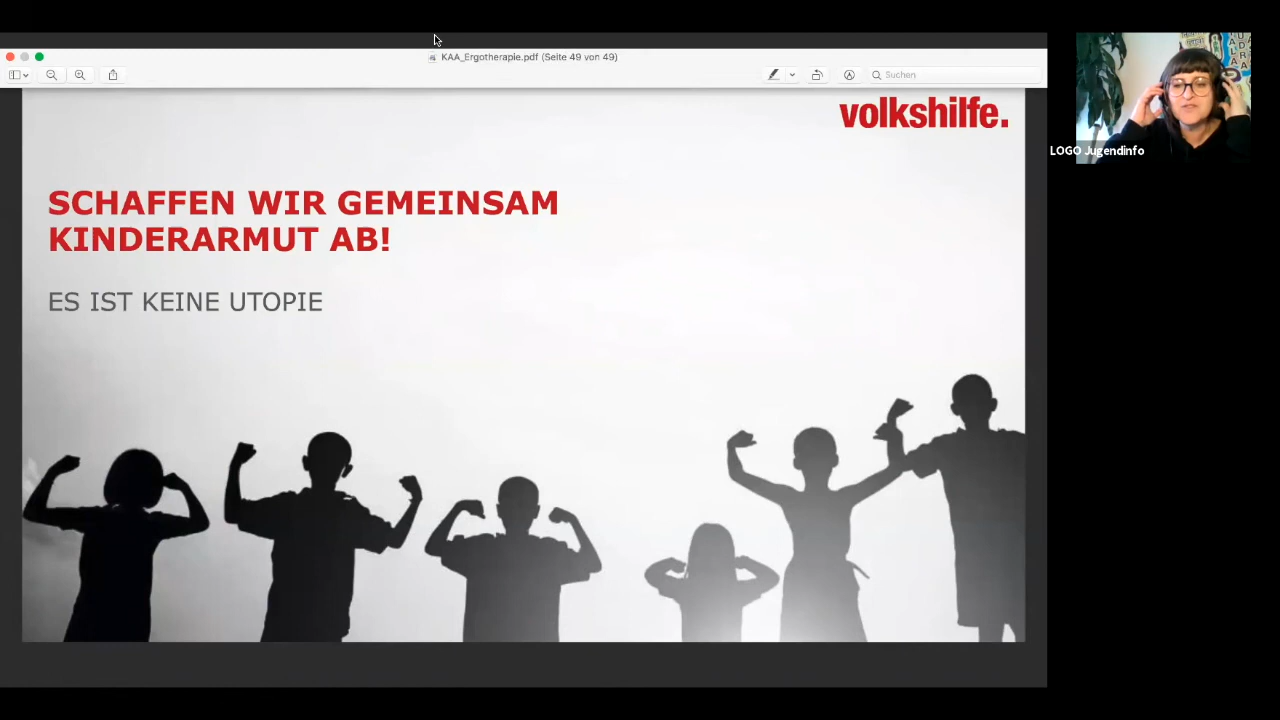 KAA_Ergotherapie.pdf (Seite 49 von 49)
Suchen
volkshilfe.
SCHAFFEN WIR GEMEINSAM
KINDERARMUT AB!
ES IST KEINE UTOPIE
LOGO Jugendinfo